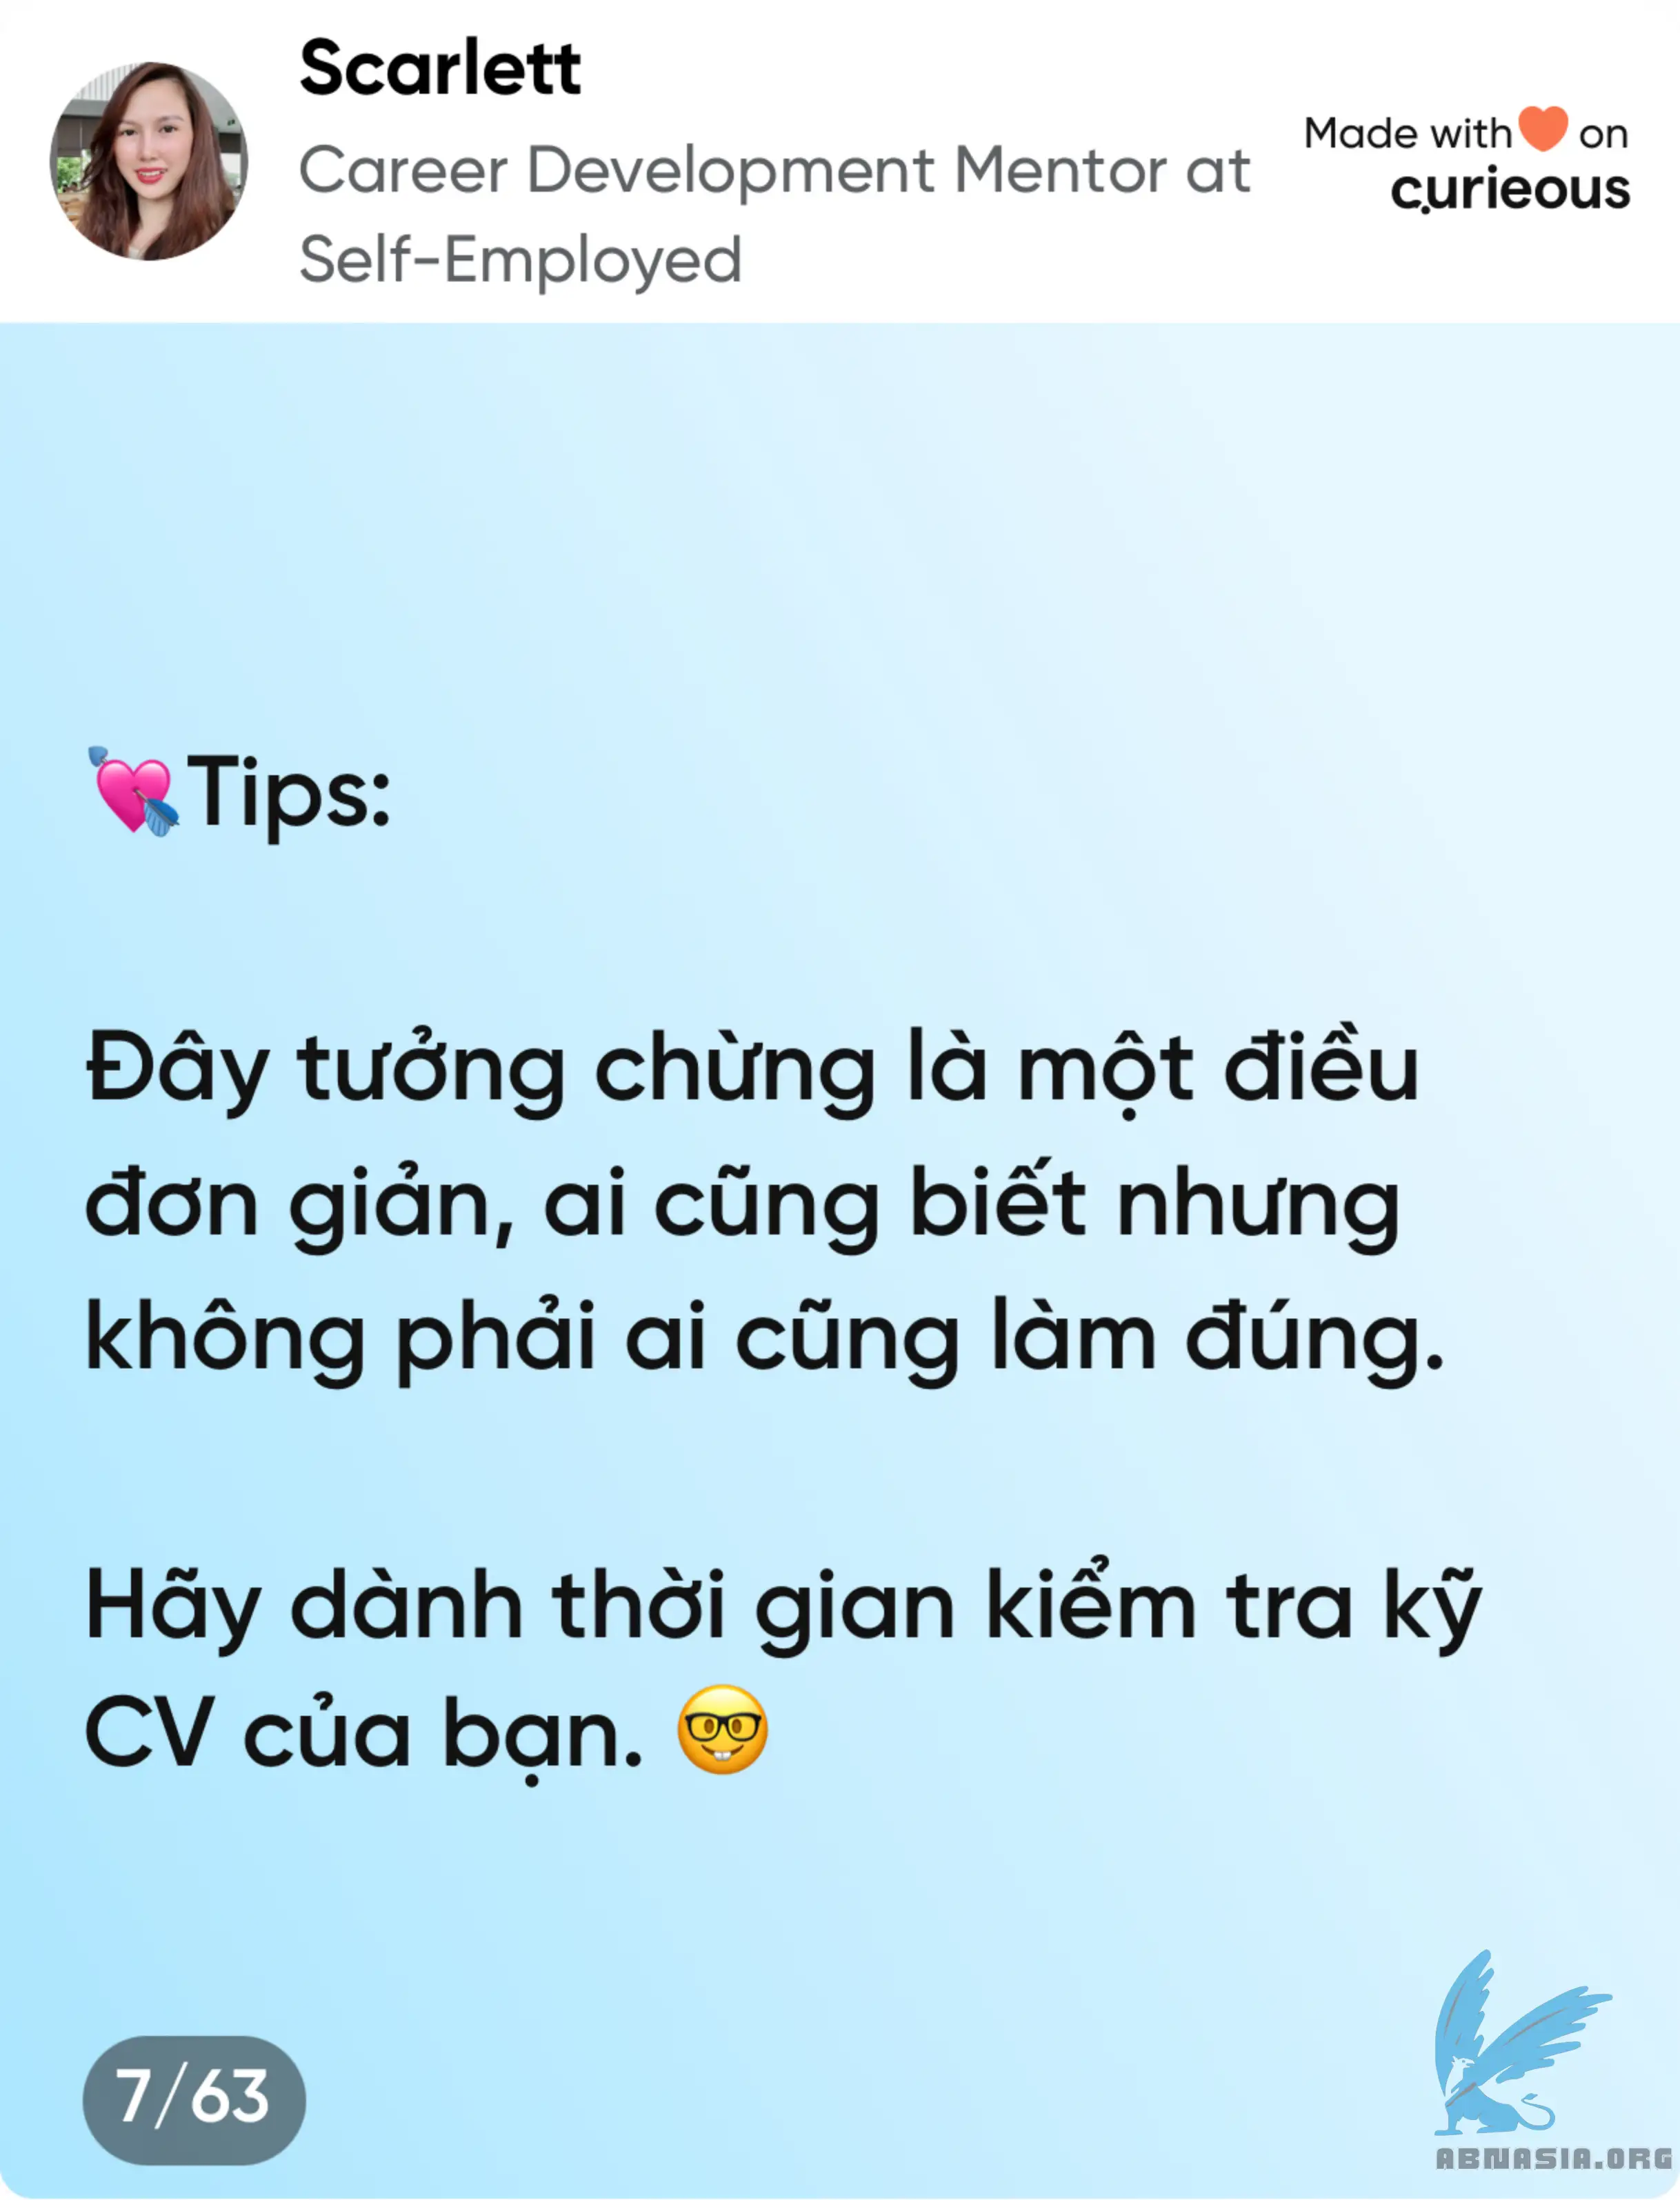 Scarlett
Career Development Mentor at
Self-Employed
Made with🧡 on
curieous
💘Tips:
Đây tưởng chừng là một điều
đơn giản, ai cũng biết nhưng
không phải ai cũng làm đúng.
Hãy dành thời gian kiểm tra kỹ
CV của bạn. 🤓
7/63
ABNASIA.ORG